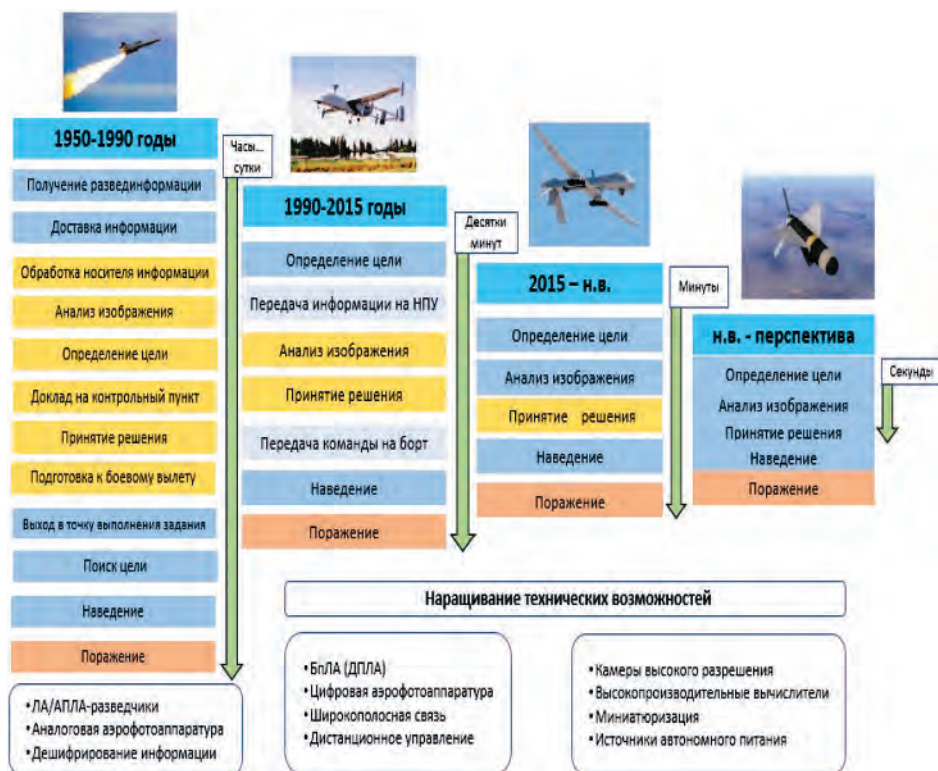 1950-1990 годы
Получение развединформации
Доставка информации
Обработка носителя информации
Анализ изображения
Определение цели
Доклад на контрольный пункт
Принятие решения
Подготовка к боевому вылету
Выход в точку выполнения задания
Поиск цели
Наведение
Поражение
Часы...
сутки
• ЛА/АПЛА-разведчики
• Аналоговая аэрофотоаппаратура
• Дешифрирование информации
1990-2015 годы
Определение цели
Передача информации на НПУ
Анализ изображения
Принятие решения
Передача команды на борт
Наведение
Поражение
Десятки
минут
2015 – н.в.
Определение цели
Анализ изображения
Принятие решения
Наведение
Поражение
Минуты
н.в. - перспектива
Определение цели
Анализ изображения
Принятие решения
Наведение
Поражение
Секунды
Наращивание технических возможностей
• БпЛА (ДПЛА)
• Цифровая аэрофотоаппаратура
• Широкополосная связь
• Дистанционное управление
• Камеры высокого разрешения
• Высокопроизводительные вычислители
• Миниатюризация
• Источники автономного питания